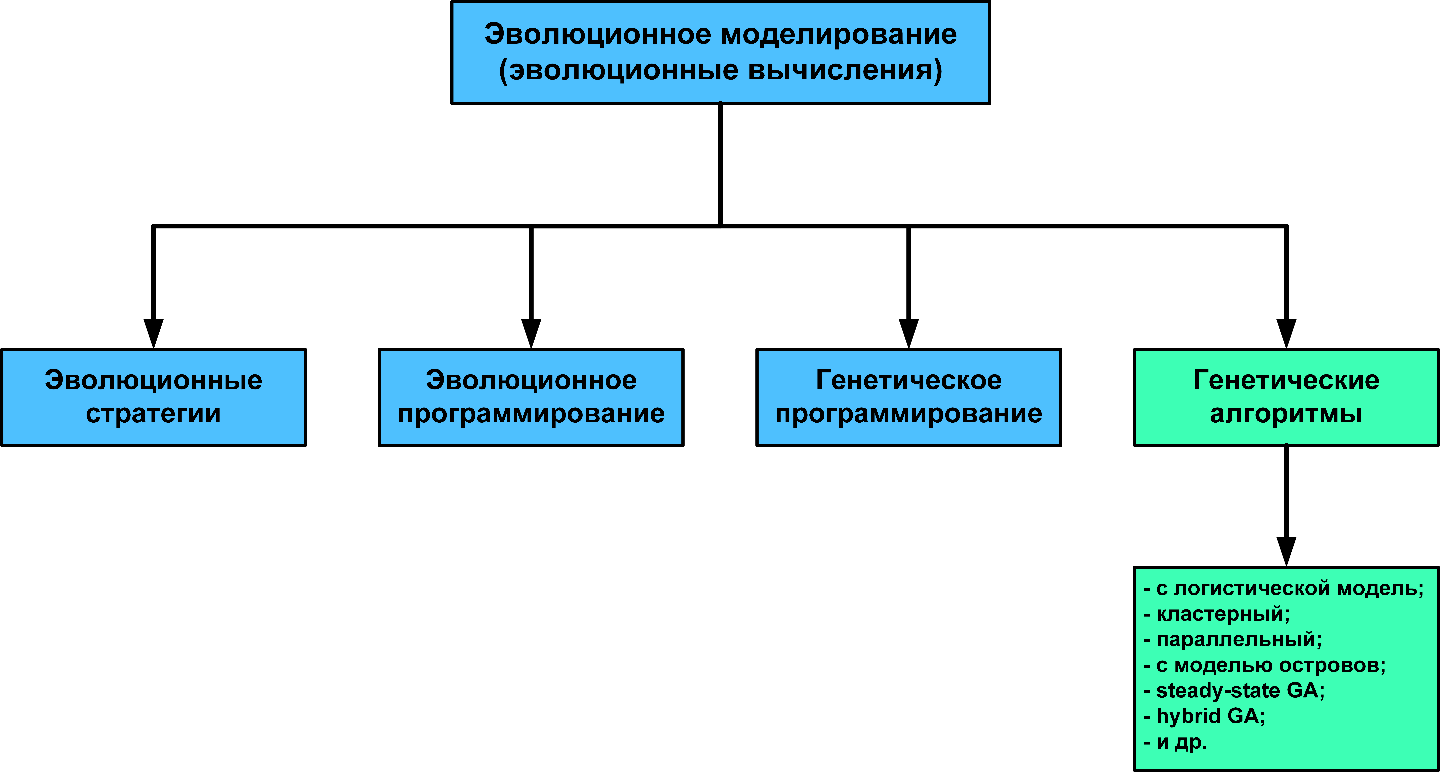 Эволюционное моделирование
(эволюционные вычисления)
Эволюционные
стратегии
Эволюционное
программирование
Генетическое
программирование
Генетические
алгоритмы
- с логистической модель;
- кластерный;
- параллельный;
- с моделью островов;
- steady-state GA;
- hybrid GA;
- и др.